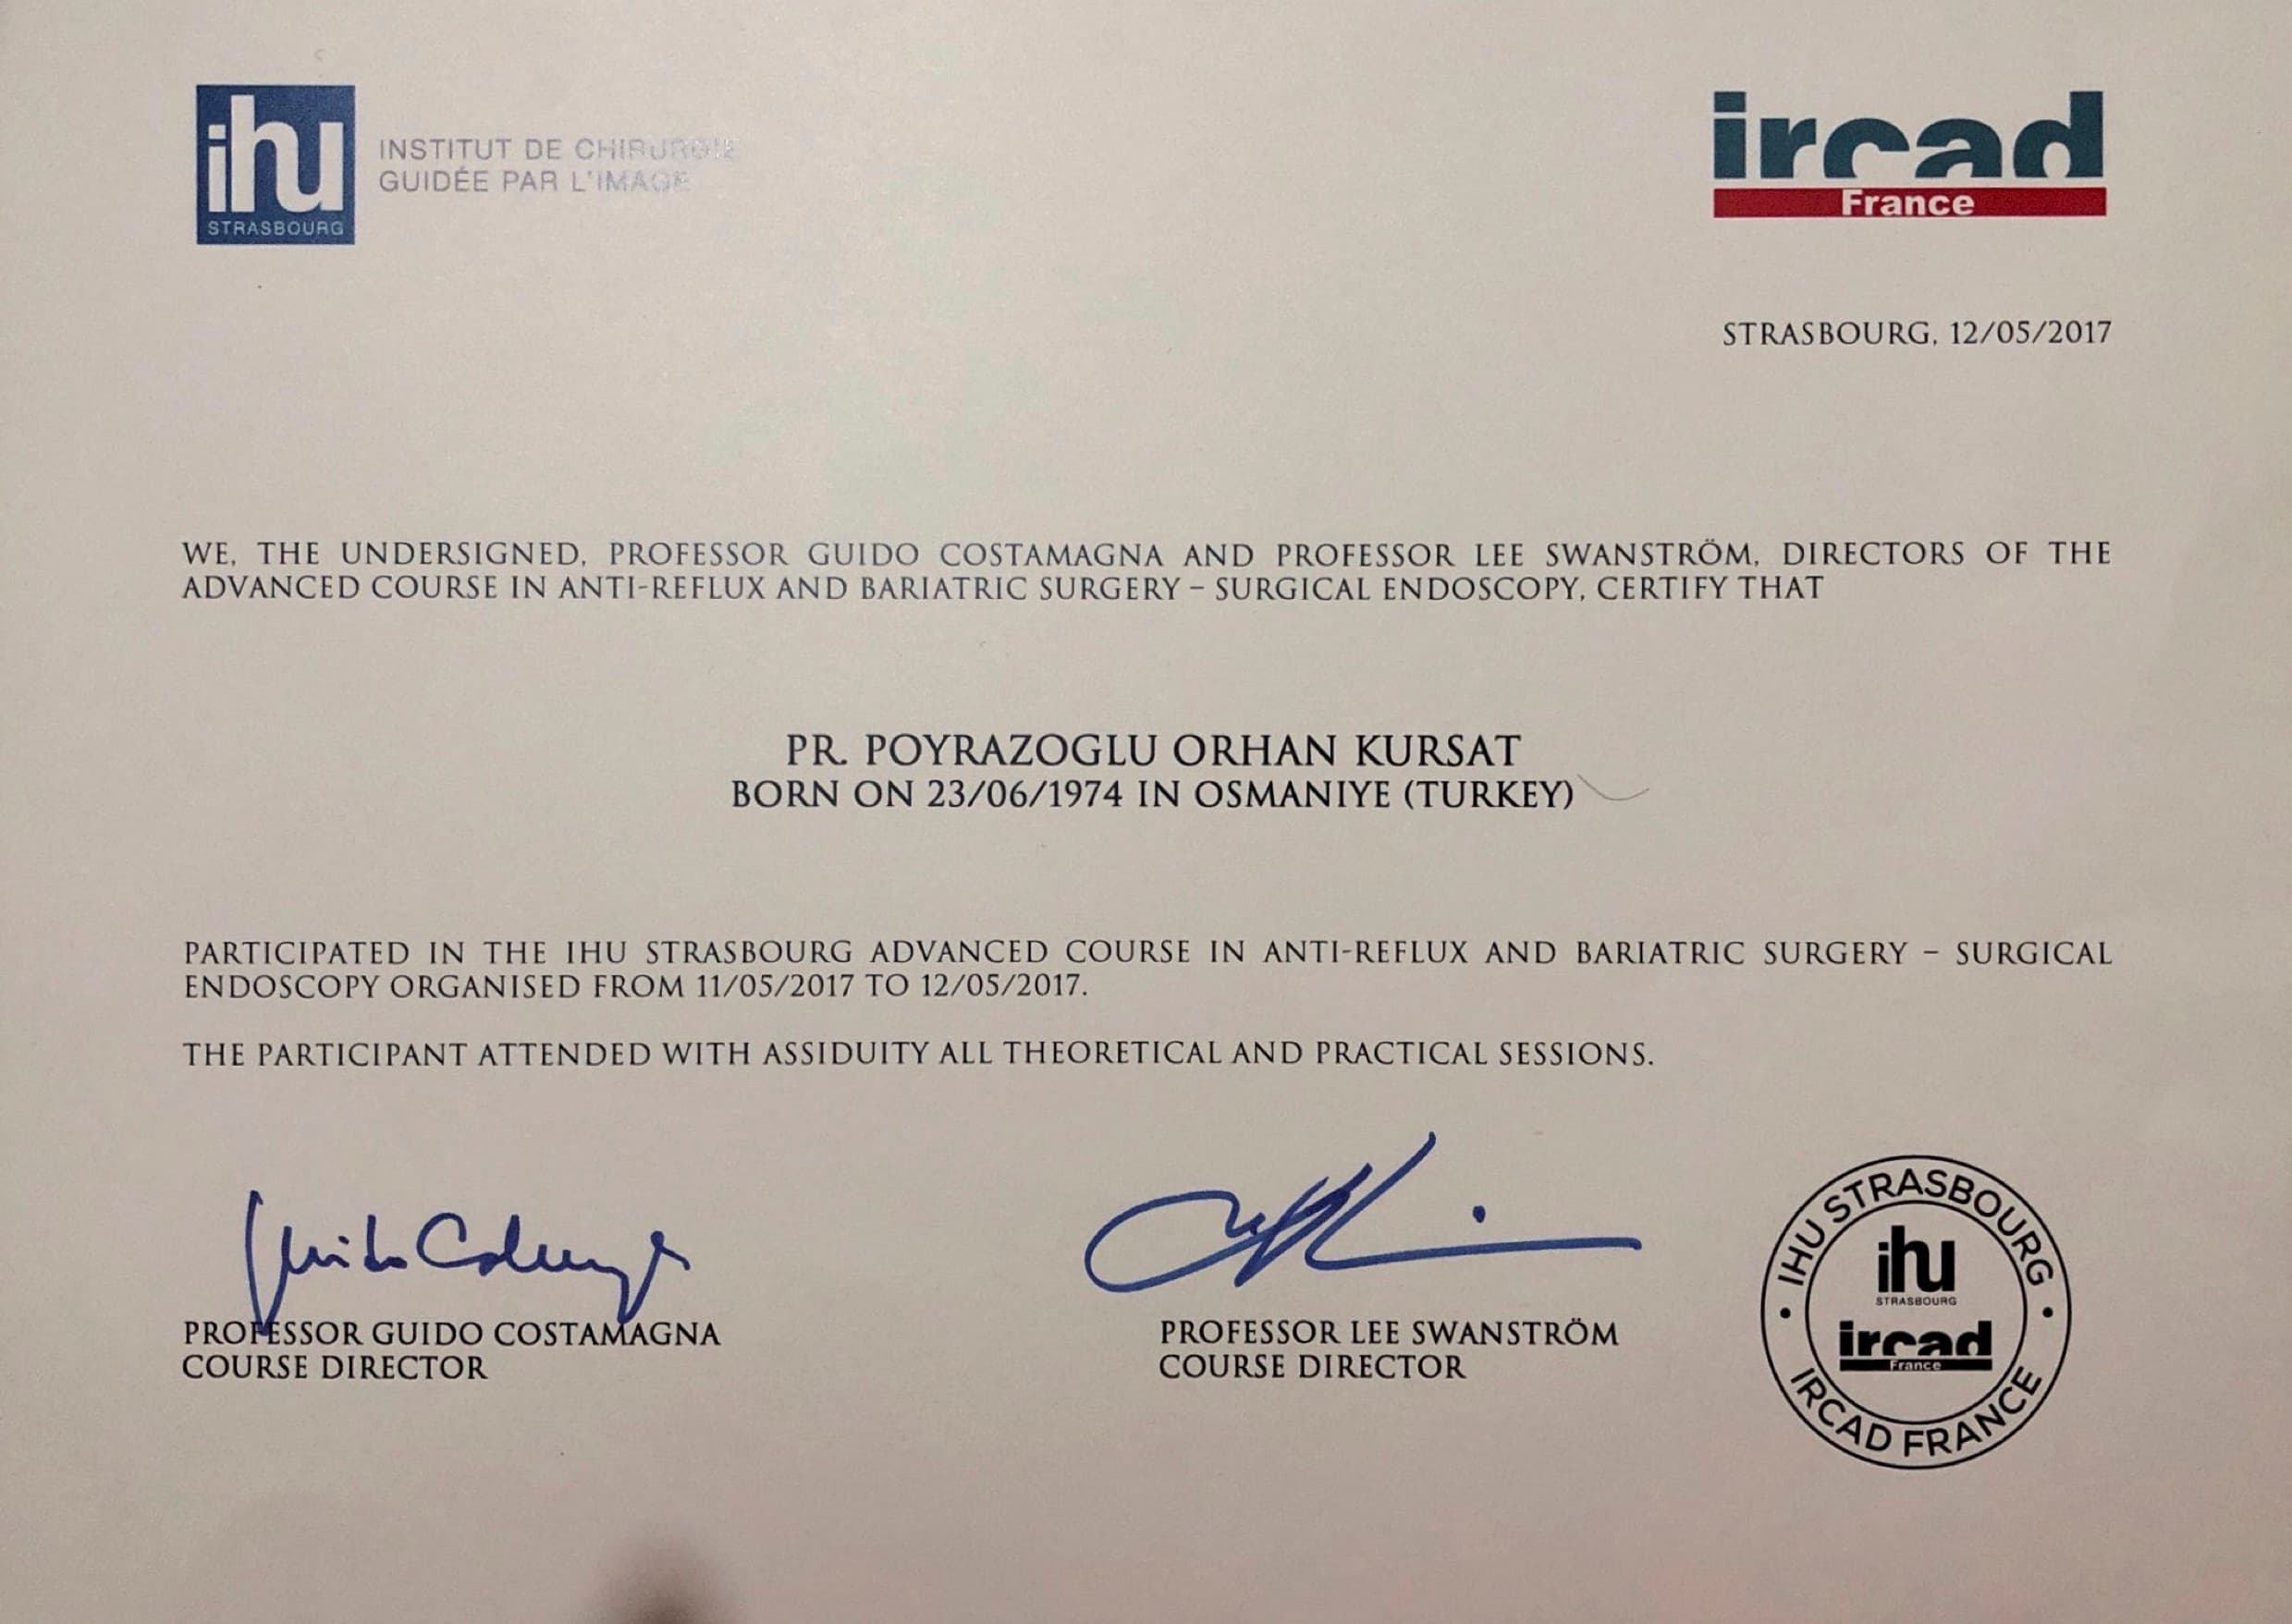 ihu
STRASBOURG
INSTITUT DE CHIRURGIE
GUIDÉE PAR L'IMAGE
ircad
France
STRASBOURG, 12/05/2017
WE, THE UNDERSIGNED, PROFESSOR GUIDO COSTAMAGNA AND PROFESSOR LEE SWANSTRÖM, DIRECTORS OF THE
ADVANCED COURSE IN ANTI-REFLUX AND BARIATRIC SURGERY – SURGICAL ENDOSCOPY, CERTIFY THAT
PR. POYRAZOGLU ORHAN KURSAT
BORN ON 23/06/1974 IN OSMANIYE (TURKEY)
PARTICIPATED IN THE IHU STRASBOURG ADVANCED COURSE IN ANTI-REFLUX AND BARIATRIC SURGERY – SURGICAL
ENDOSCOPY ORGANISED FROM 11/05/2017 TO 12/05/2017.
THE PARTICIPANT ATTENDED WITH ASSIDUITY ALL THEORETICAL AND PRACTICAL SESSIONS.
PROFESSOR GUIDO COSTAMAGNA
COURSE DIRECTOR
PROFESSOR LEE SWANSTRÖM
COURSE DIRECTOR
IHU STRASBOURG
ihu
STRASBOURG
ircad
France
IRCAD FRANCE